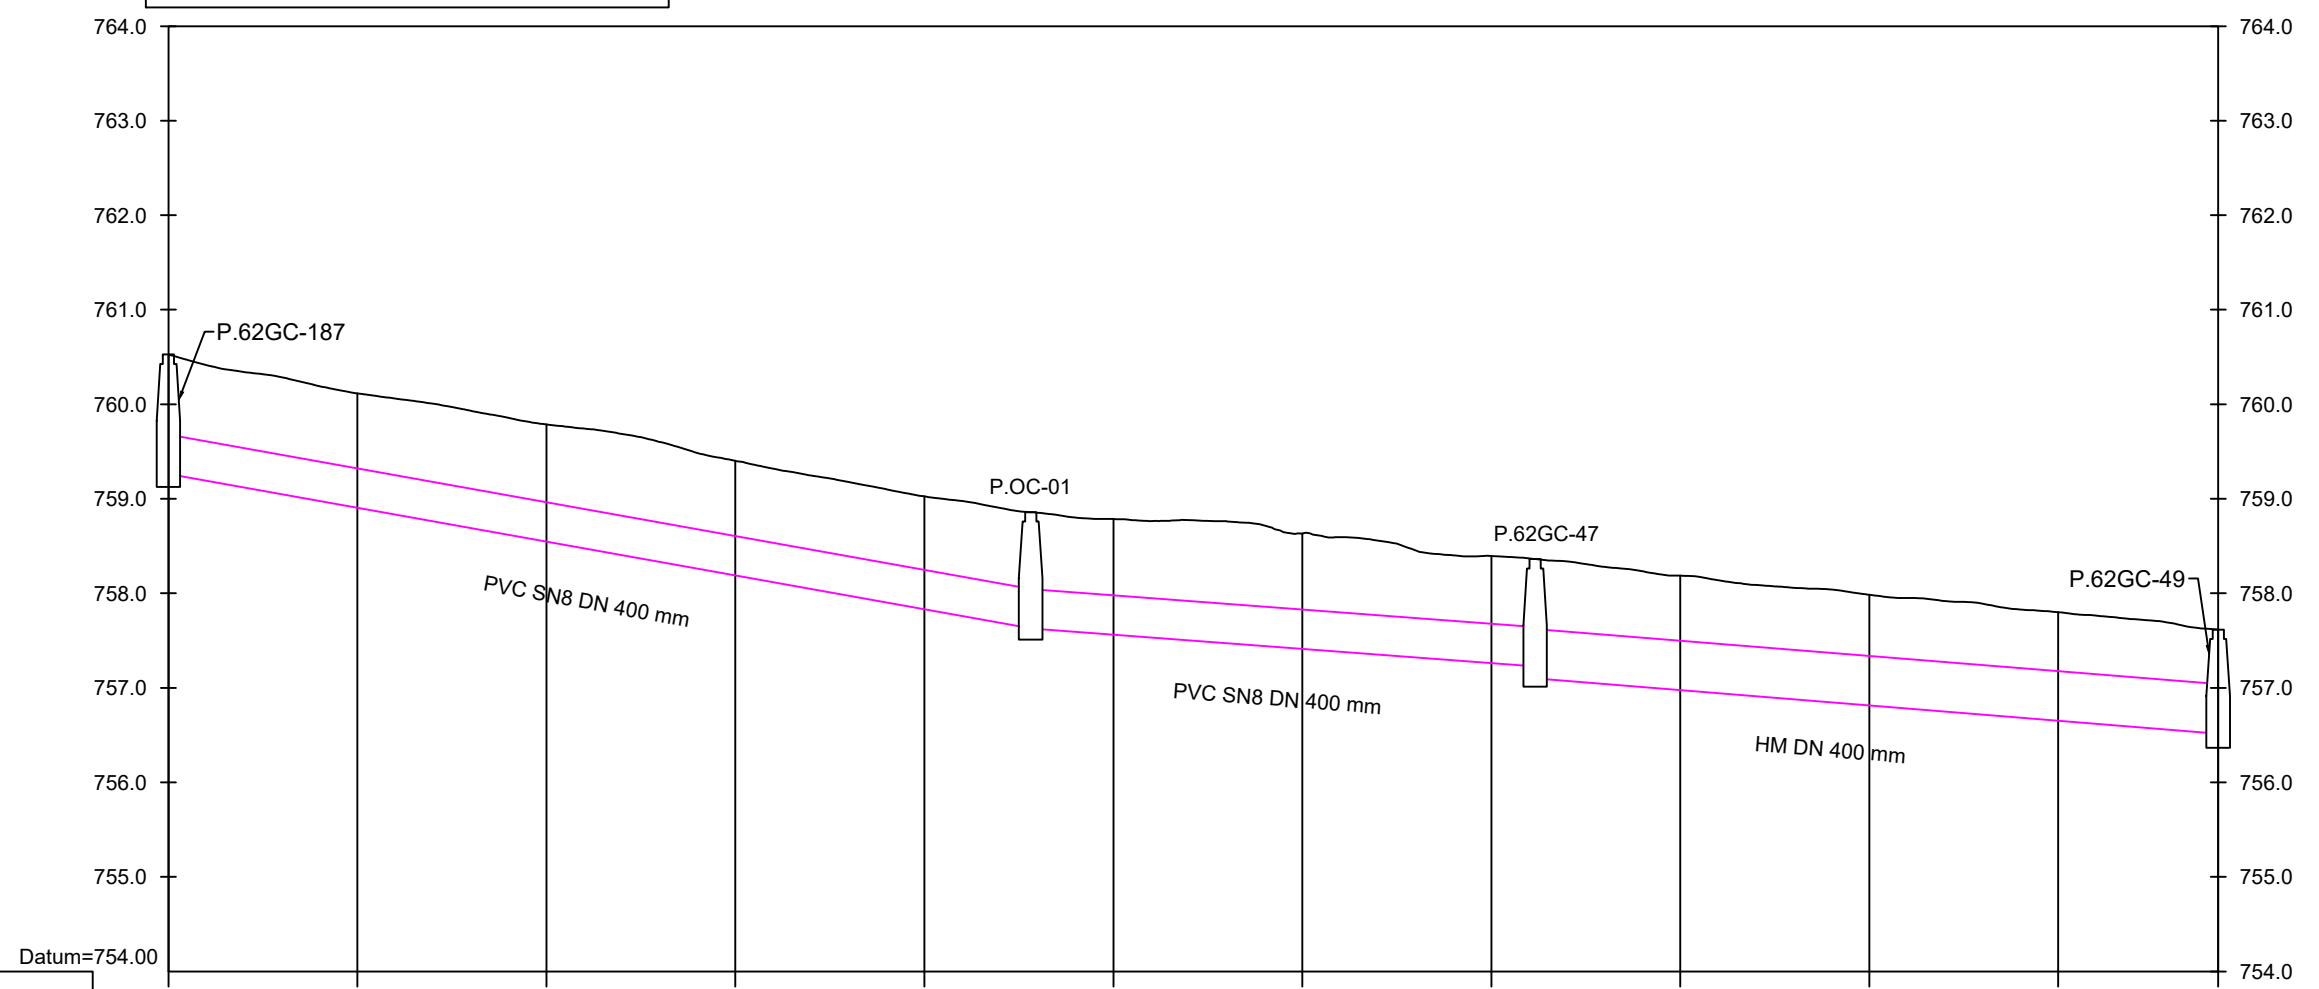 764.0 764.0
763.0 763.0
762.0 762.0
761.0 761.0
P.62GC-187
760.0 760.0
P.OC-01
759.0 759.0
P.62GC-47
P.62GC-49
758.0 758.0
PVC SN8 DN 400 mm
757.0 757.0
PVC SN8 DN 400 mm
HM DN 400 mm
756.0 756.0
755.0 755.0
Datum=754.00 754.0